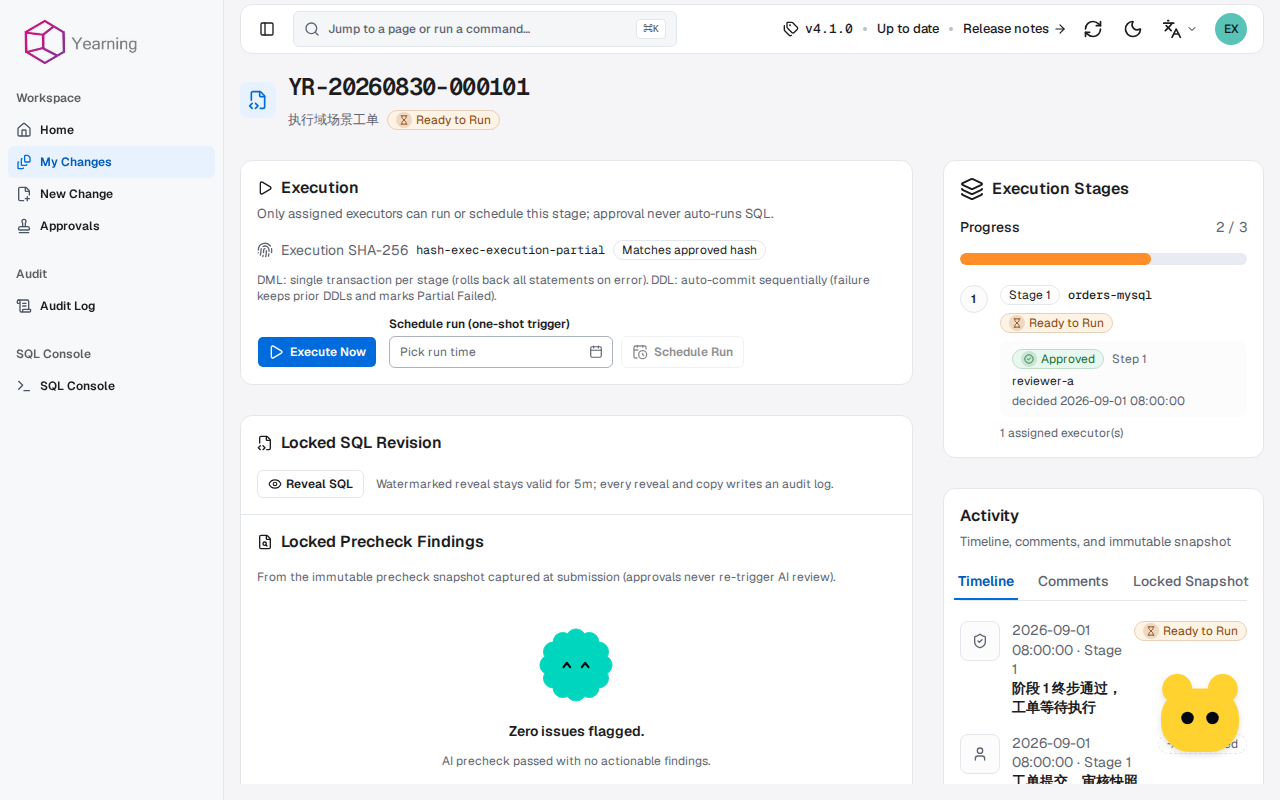 Yearning
Workspace
Home
My Changes
New Change
Approvals
Audit
Audit Log
SQL Console
SQL Console
Jump to a page or run a command...
⌘K
v4.1.0
Up to date
Release notes →
EX
YR-20260830-000101
执行域场景工单
Ready to Run
Execution
Only assigned executors can run or schedule this stage; approval never auto-runs SQL.
Execution SHA-256 hash-exec-execution-partial Matches approved hash
DML: single transaction per stage (rolls back all statements on error). DDL: auto-commit sequentially (failure
keeps prior DDLs and marks Partial Failed).
Schedule run (one-shot trigger)
Execute Now
Pick run time
Schedule Run
Locked SQL Revision
Reveal SQL
Watermarked reveal stays valid for 5m; every reveal and copy writes an audit log.
Locked Precheck Findings
From the immutable precheck snapshot captured at submission (approvals never re-trigger AI review).
Zero issues flagged.
AI precheck passed with no actionable findings.
Execution Stages
Progress 2 / 3
1
Stage 1 orders-mysql
Ready to Run
Approved Step 1
reviewer-a
decided 2026-09-01 08:00:00
1 assigned executor(s)
Activity
Timeline, comments, and immutable snapshot
Timeline Comments Locked Snapshot
2026-09-01
08:00:00 · Stage
1
Ready to Run
阶段 1 终步通过，
工单等待执行
2026-09-01
08:00:00 · Stage 1
工单提交，审核快照